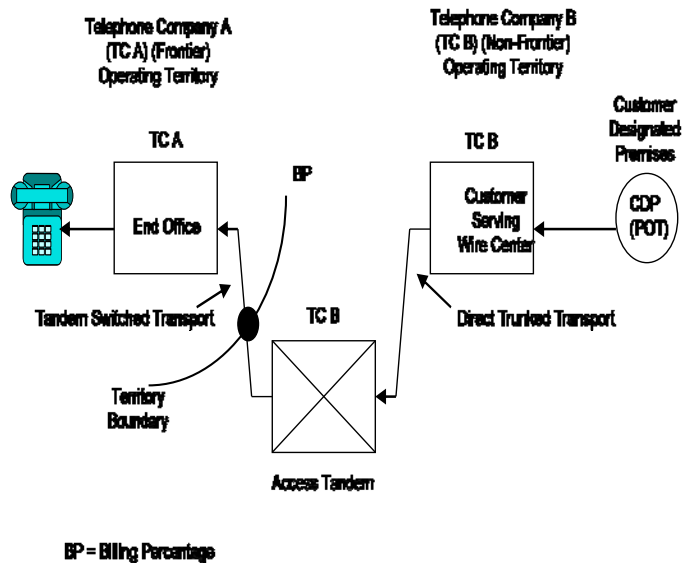 Telephone Company A
(TC A) (Frontier)
Operating Territory
Telephone Company B
(TC B) (Non-Frontier)
Operating Territory
Customer
Designated
Premises
TC A
TC B
BP
End Office
Customer
Serving
Wire Center
CDP
(POT)
Tandem Switched Transport
TC B
Direct Trunked Transport
Territory
Boundary
Access Tandem
BP = Billing Percentage